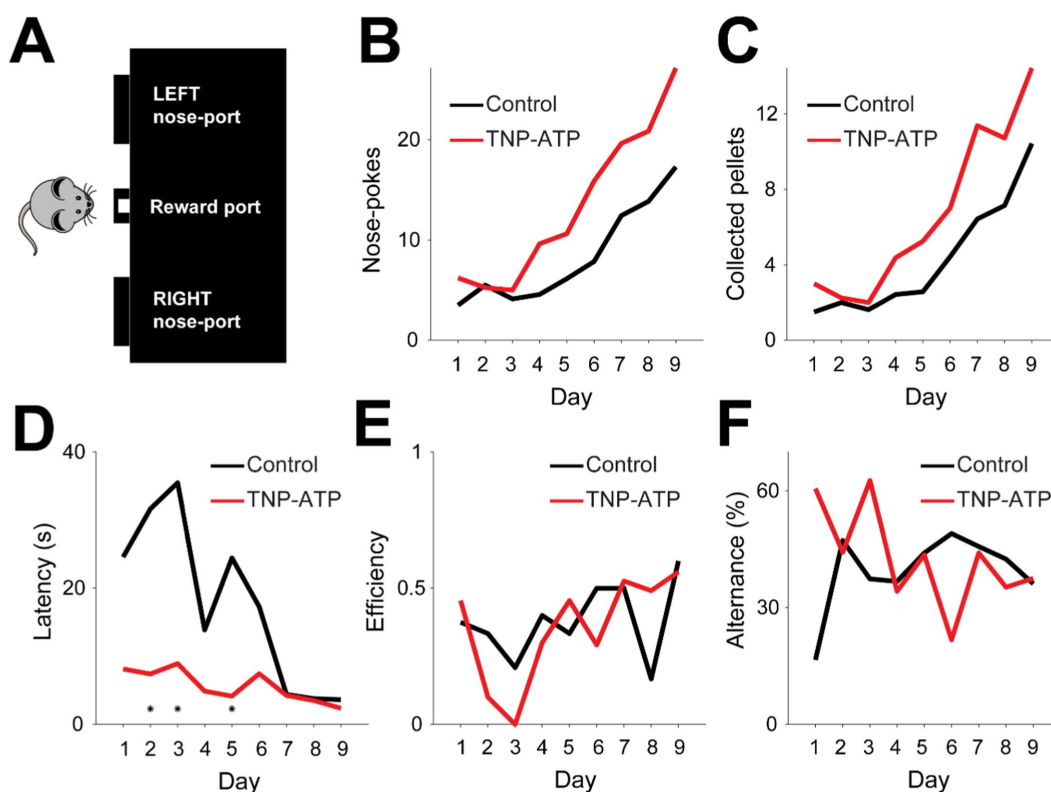 A
LEFT
nose-port
Reward port
RIGHT
nose-port
B
Nose-pokes
20
10
0
Control
TNP-ATP
1 2 3 4 5 6 7 8 9
Day
C
Collected pellets
12
8
4
0
Control
TNP-ATP
1 2 3 4 5 6 7 8 9
Day
D
Latency (s)
40
20
0
Control
TNP-ATP
* * *
1 2 3 4 5 6 7 8 9
Day
E
Efficiency
1
0.5
0
Control
TNP-ATP
1 2 3 4 5 6 7 8 9
Day
F
Alternance (%)
60
30
0
Control
TNP-ATP
1 2 3 4 5 6 7 8 9
Day